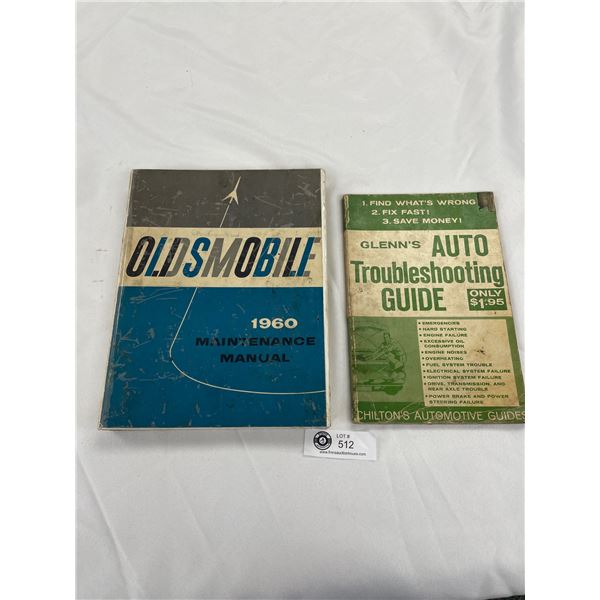 OLDSMOBILE
1960
MAINTENANCE
MANUAL
1. FIND WHAT'S WRONG
2. FIX FAST!
3. SAVE MONEY!
GLENN'S AUTO
Troubleshooting
GUIDE
ONLY
$1.95
• EMERGENCIES
• HARD STARTING
• ENGINE FAILURE
• EXCESSIVE OIL
CONSUMPTION
• ENGINE NOISES
• OVERHEATING
• FUEL SYSTEM TROUBLE
• ELECTRICAL SYSTEM FAILURE
• IGNITION SYSTEM FAILURE
• DRIVE, TRANSMISSION, AND
REAR AXLE TROUBLE
• POWER BRAKE AND POWER
STEERING FAILURE
CHILTON'S AUTOMOTIVE GUIDES
LOT #
512